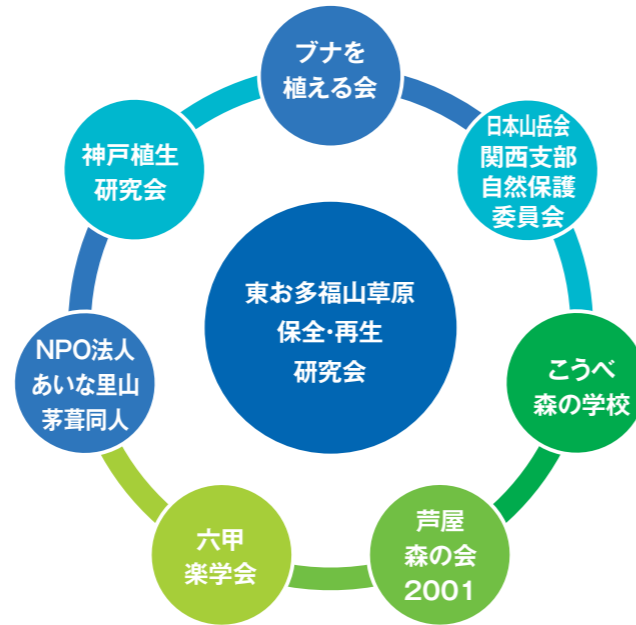 ブナを
植える会
日本山岳会
関西支部
自然保護
委員会
神戸植生
研究会
東お多福山草原
保全・再生
研究会
NPO法人
あいな里山
茅葺同人
こうべ
森の学校
六甲
楽学会
芦屋
森の会
2001